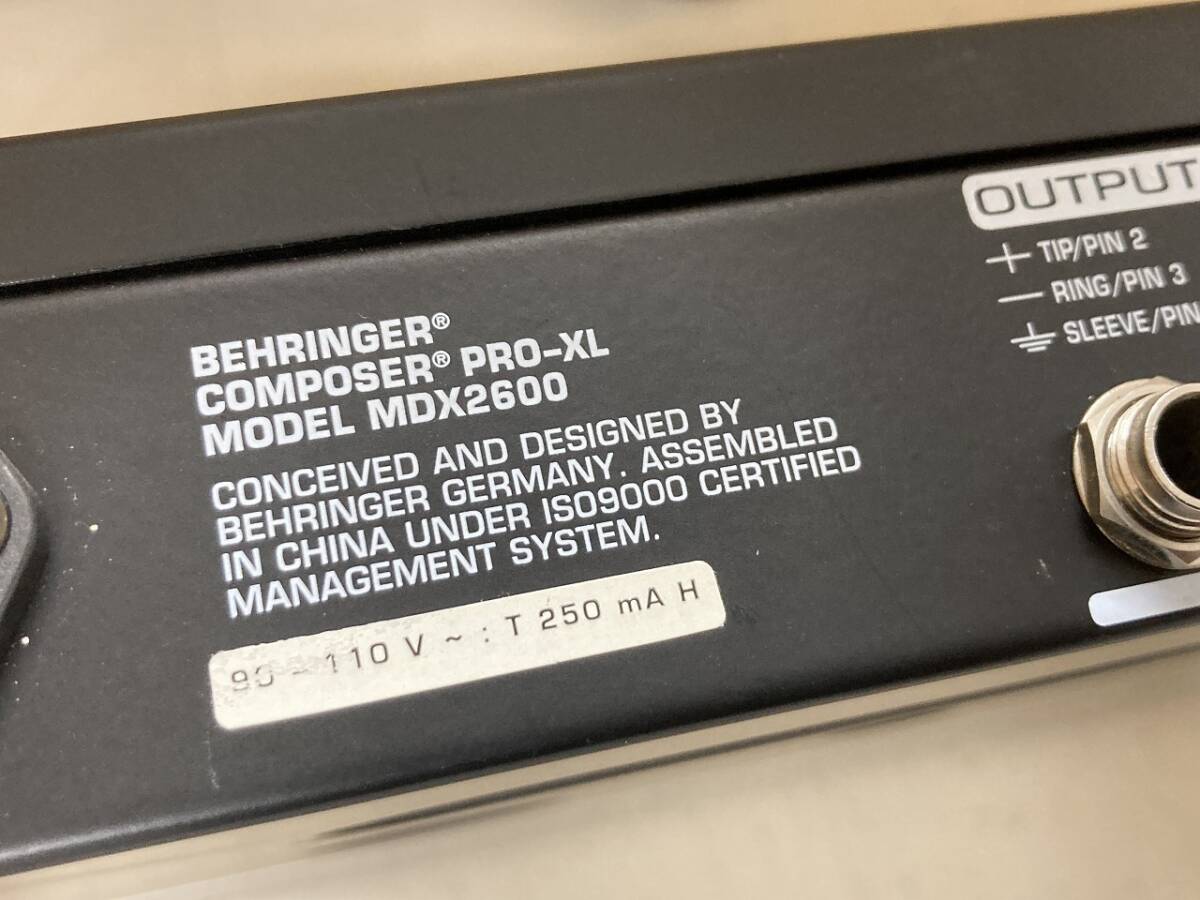 BEHRINGER®
COMPOSER® PRO-XL
MODEL MDX2600
CONCEIVED AND DESIGNED BY
BEHRINGER GERMANY. ASSEMBLED
IN CHINA UNDER ISO9000 CERTIFIED
MANAGEMENT SYSTEM.
90 - 110 V ~ : T 250 mA H
OUTPUT
+ TIP/PIN 2
- RING/PIN 3
⏚ SLEEVE/PIN